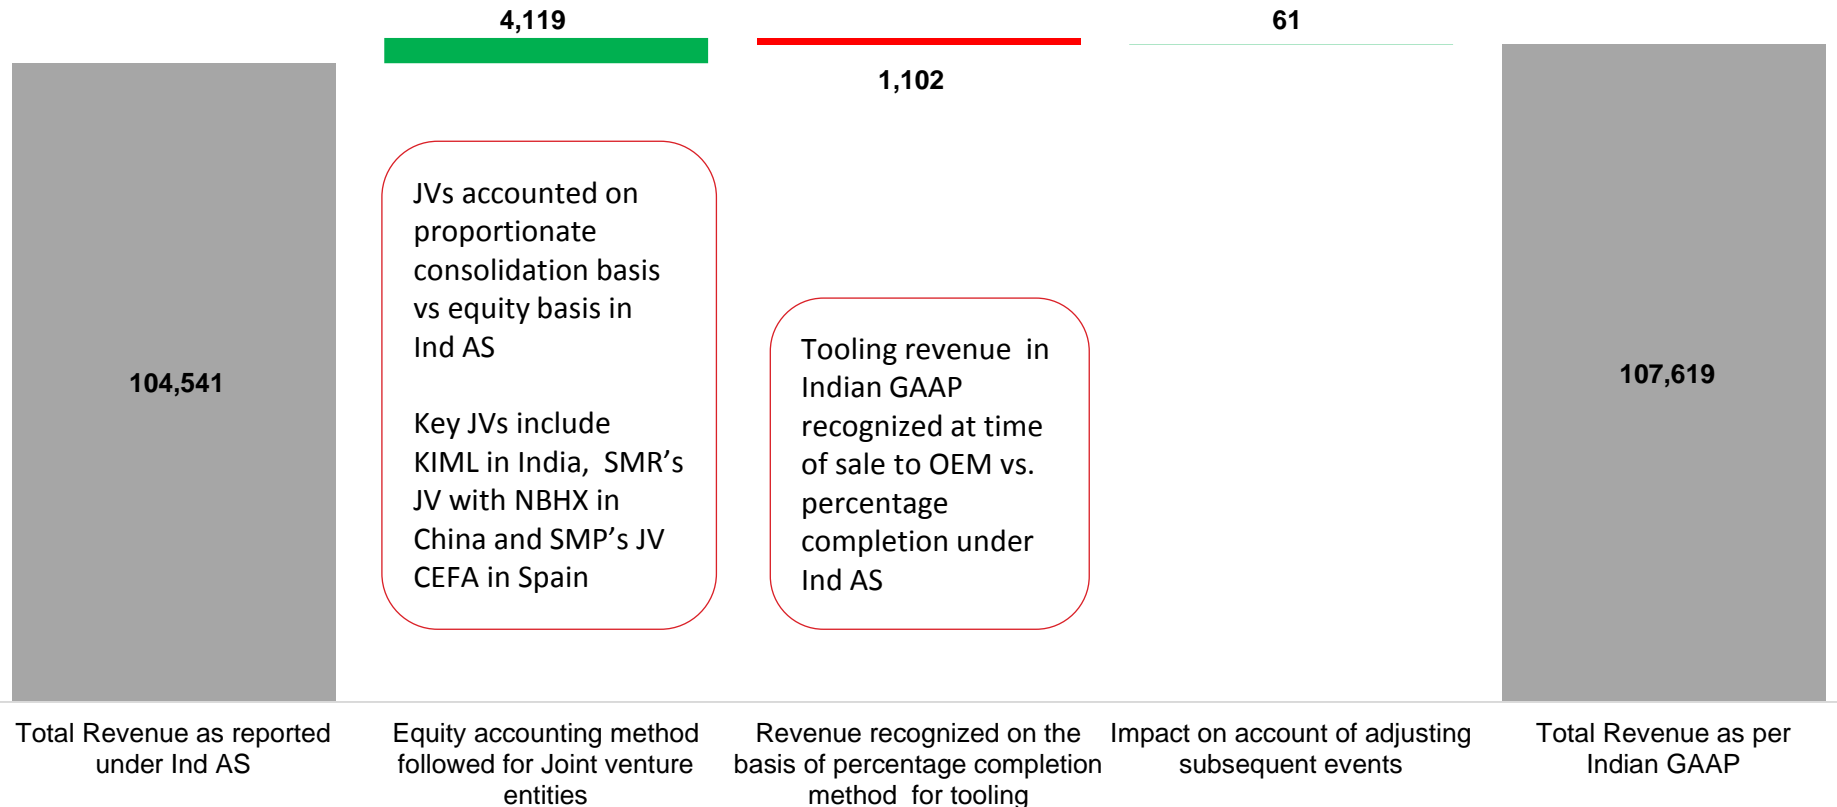 4,119
61
1,102
104,541
JVs accounted on
proportionate
consolidation basis
vs equity basis in
Ind AS
Key JVs include
KIML in India, SMR’s
JV with NBHX in
China and SMP’s JV
CEFA in Spain
Tooling revenue in
Indian GAAP
recognized at time
of sale to OEM vs.
percentage
completion under
Ind AS
107,619
Total Revenue as reported
under Ind AS
Equity accounting method
followed for Joint venture
entities
Revenue recognized on the
basis of percentage completion
method for tooling
Impact on account of adjusting
subsequent events
Total Revenue as per
Indian GAAP